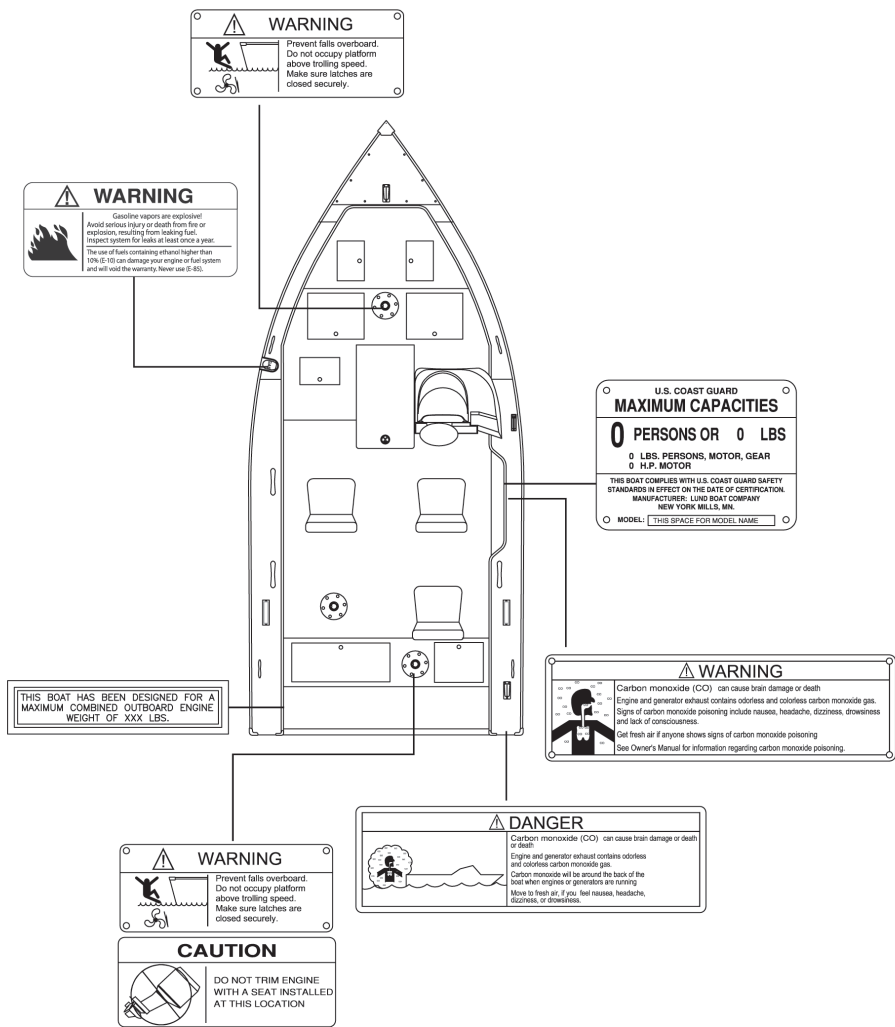 WARNING
Prevent falls overboard.
Do not occupy platform
above trolling speed.
Make sure latches are
closed securely.
WARNING
Gasoline vapors are explosive!
Avoid serious injury or death from fire or
explosion, resulting from leaking fuel.
Inspect system for leaks at least once a year.
The use of fuels containing ethanol higher than
10% (E-10) can damage your engine or fuel system
and will void the warranty. Never use (E-85).
U.S. COAST GUARD
MAXIMUM CAPACITIES
0 PERSONS OR 0 LBS
0 LBS. PERSONS, MOTOR, GEAR
0 H.P. MOTOR
THIS BOAT COMPLIES WITH U.S. COAST GUARD SAFETY
STANDARDS IN EFFECT ON THE DATE OF CERTIFICATION.
MANUFACTURER: LUND BOAT COMPANY
NEW YORK MILLS, MN.
MODEL: THIS SPACE FOR MODEL NAME
WARNING
Carbon monoxide (CO) can cause brain damage or death
Engine and generator exhaust contains odorless and colorless carbon monoxide gas.
Signs of carbon monoxide poisoning include nausea, headache, dizziness, drowsiness
and lack of consciousness.
Get fresh air if anyone shows signs of carbon monoxide poisoning
See Owner's Manual for information regarding carbon monoxide poisoning.
THIS BOAT HAS BEEN DESIGNED FOR A
MAXIMUM COMBINED OUTBOARD ENGINE
WEIGHT OF XXX LBS.
DANGER
Carbon monoxide (CO) can cause brain damage or death
or death
Engine and generator exhaust contains odorless
and colorless carbon monoxide gas.
Carbon monoxide will be around the back of the
boat when engines or generators are running
Move to fresh air, if you feel nausea, headache,
dizziness, or drowsiness.
WARNING
Prevent falls overboard.
Do not occupy platform
above trolling speed.
Make sure latches are
closed securely.
CAUTION
DO NOT TRIM ENGINE
WITH A SEAT INSTALLED
AT THIS LOCATION